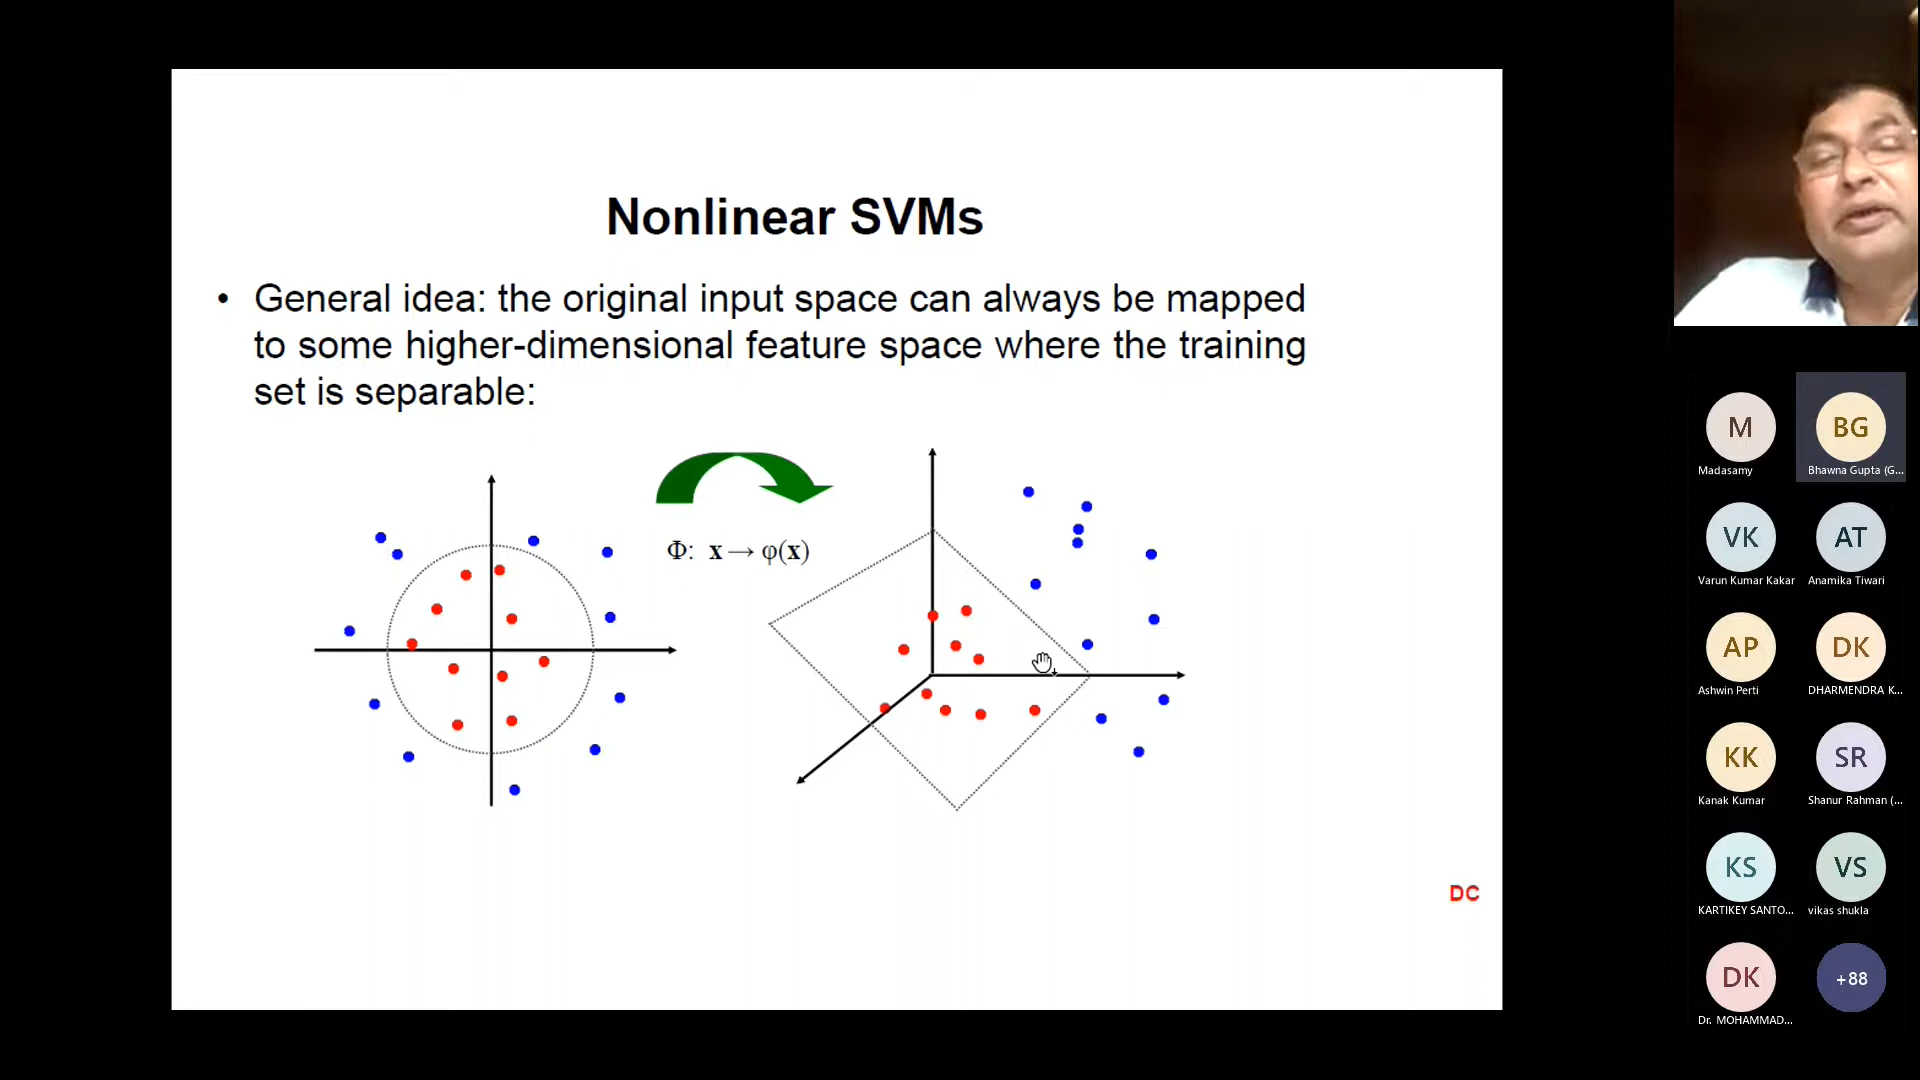 Nonlinear SVMs
• General idea: the original input space can always be mapped
to some higher-dimensional feature space where the training
set is separable:
Φ: x → φ(x)
DC
M
Madasamy
BG
Bhawna Gupta (G...
VK
Varun Kumar Kakar
AT
Anamika Tiwari
AP
Ashwin Perti
DK
DHARMENDRA K...
KK
Kanak Kumar
SR
Shanur Rahman (...
KS
KARTIKEY SANTO...
VS
vikas shukla
DK
Dr. MOHAMMAD...
+88